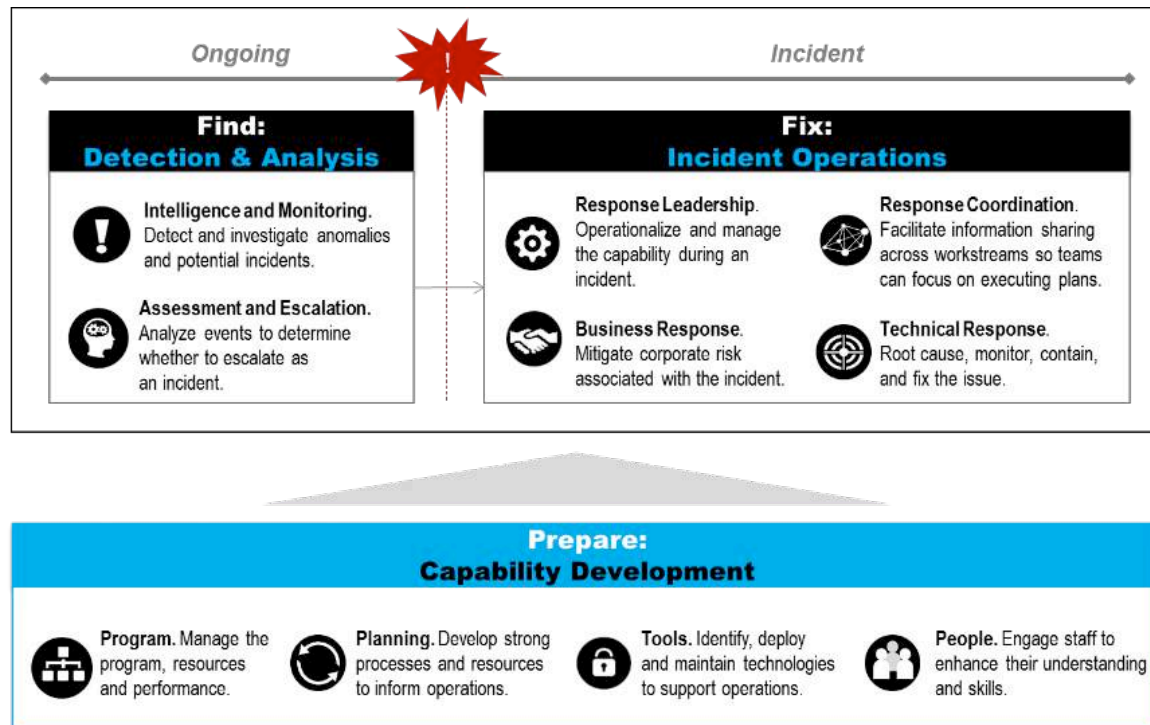 Ongoing
!
Incident
Find:
Detection & Analysis
!
Intelligence and Monitoring.
Detect and investigate anomalies
and potential incidents.
Assessment and Escalation.
Analyze events to determine
whether to escalate as
an incident.
Fix:
Incident Operations
Response Leadership.
Operationalize and manage
the capability during an
incident.
Response Coordination.
Facilitate information sharing
across workstreams so teams
can focus on executing plans.
Business Response.
Mitigate corporate risk
associated with the incident.
Technical Response.
Root cause, monitor, contain,
and fix the issue.
Prepare:
Capability Development
Program. Manage the
program, resources
and performance.
Planning. Develop strong
processes and resources
to inform operations.
Tools. Identify, deploy
and maintain technologies
to support operations.
People. Engage staff to
enhance their understanding
and skills.